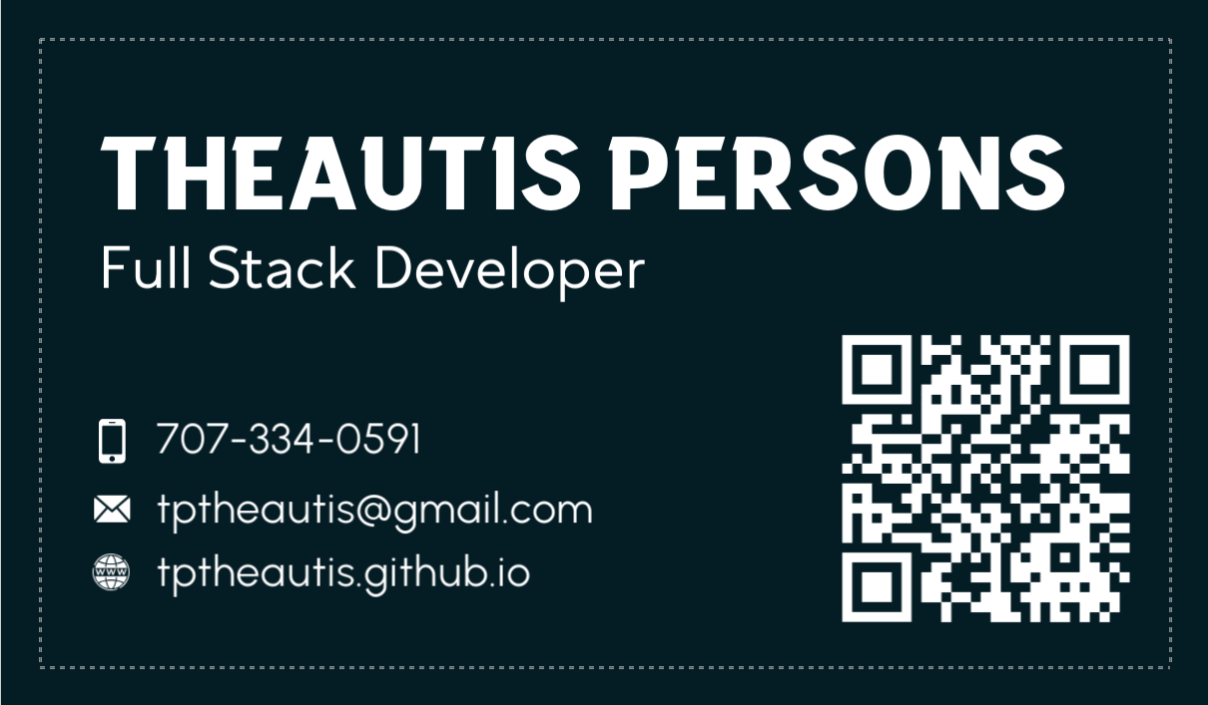 THEAUTIS PERSONS
Full Stack Developer
707-334-0591
tptheautis@gmail.com
www
tptheautis.github.io